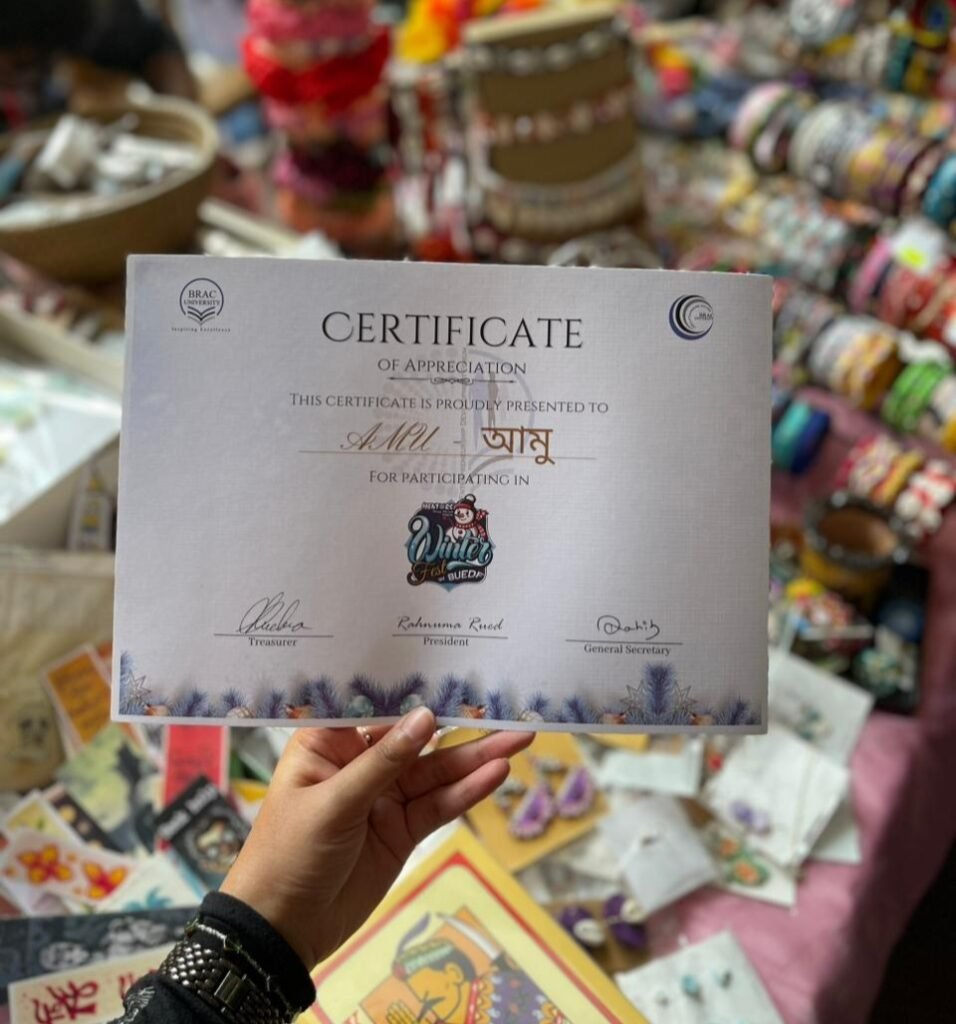 BRAC
UNIVERSITY
Inspiring Excellence
CERTIFICATE
OF APPRECIATION
THIS CERTIFICATE IS PROUDLY PRESENTED TO
AMU - আমু
FOR PARTICIPATING IN
Winter
Fest
BUEDF
Rahnuma Rued
Treasurer
President
General Secretary